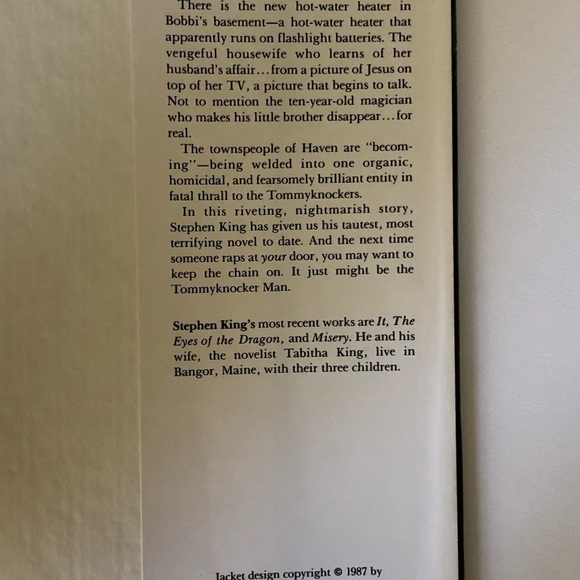 There is the new hot-water heater in
Bobbi's basement—a hot-water heater that
apparently runs on flashlight batteries. The
vengeful housewife who learns of her
husband's affair...from a picture of Jesus on
top of her TV, a picture that begins to talk.
Not to mention the ten-year-old magician
who makes his little brother disappear...for
real.
The townspeople of Haven are "becom-
ing"—being welded into one organic,
homicidal, and fearsomely brilliant entity in
fatal thrall to the Tommyknockers.
In this riveting, nightmarish story,
Stephen King has given us his tautest, most
terrifying novel to date. And the next time
someone raps at your door, you may want to
keep the chain on. It just might be the
Tommyknocker Man.
Stephen King's most recent works are It, The
Eyes of the Dragon, and Misery. He and his
wife, the novelist Tabitha King, live in
Bangor, Maine, with their three children.
Jacket design copyright © 1987 by